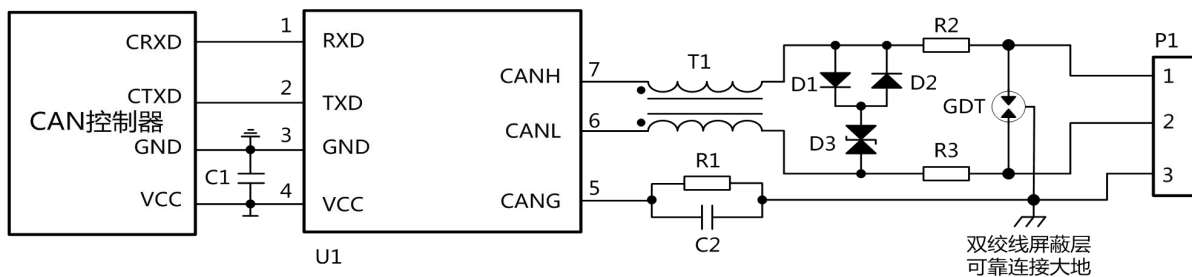 CAN控制器
CRXD
CTXD
GND
VCC
C1
1
2
3
4
RXD
TXD
GND
VCC
CANH
CANL
CANG
U1
7
6
5
T1
R1
C2
D1
D2
D3
R2
R3
GDT
P1
1
2
3
双绞线屏蔽层
可靠连接大地